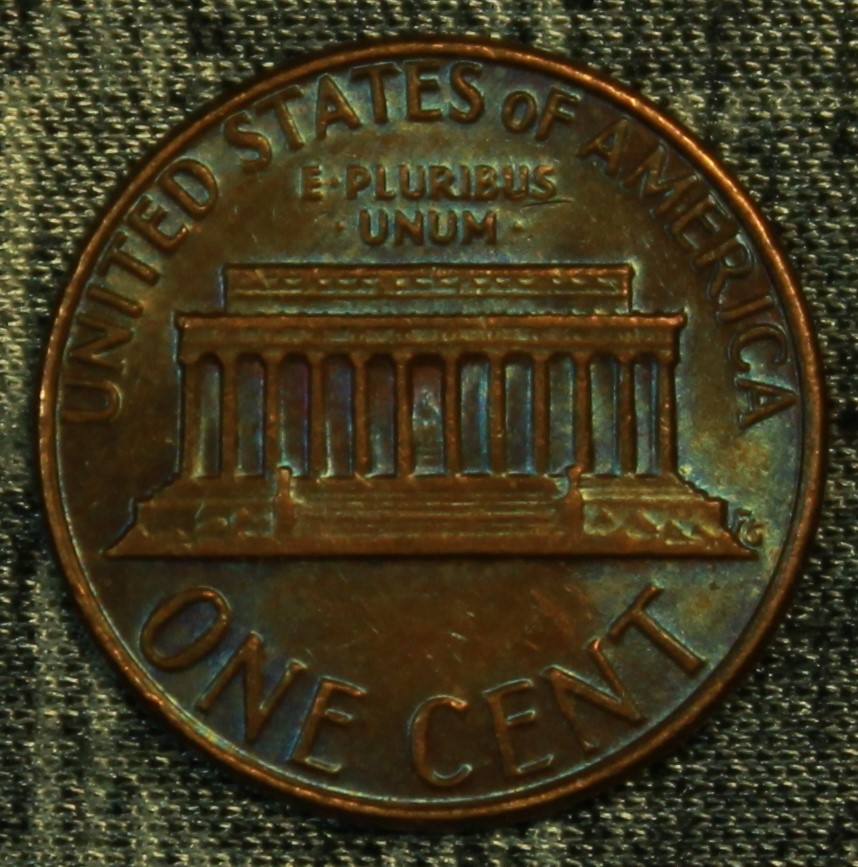 UNITED STATES OF AMERICA
E·PLURIBUS
·UNUM·
FG
ONE CENT